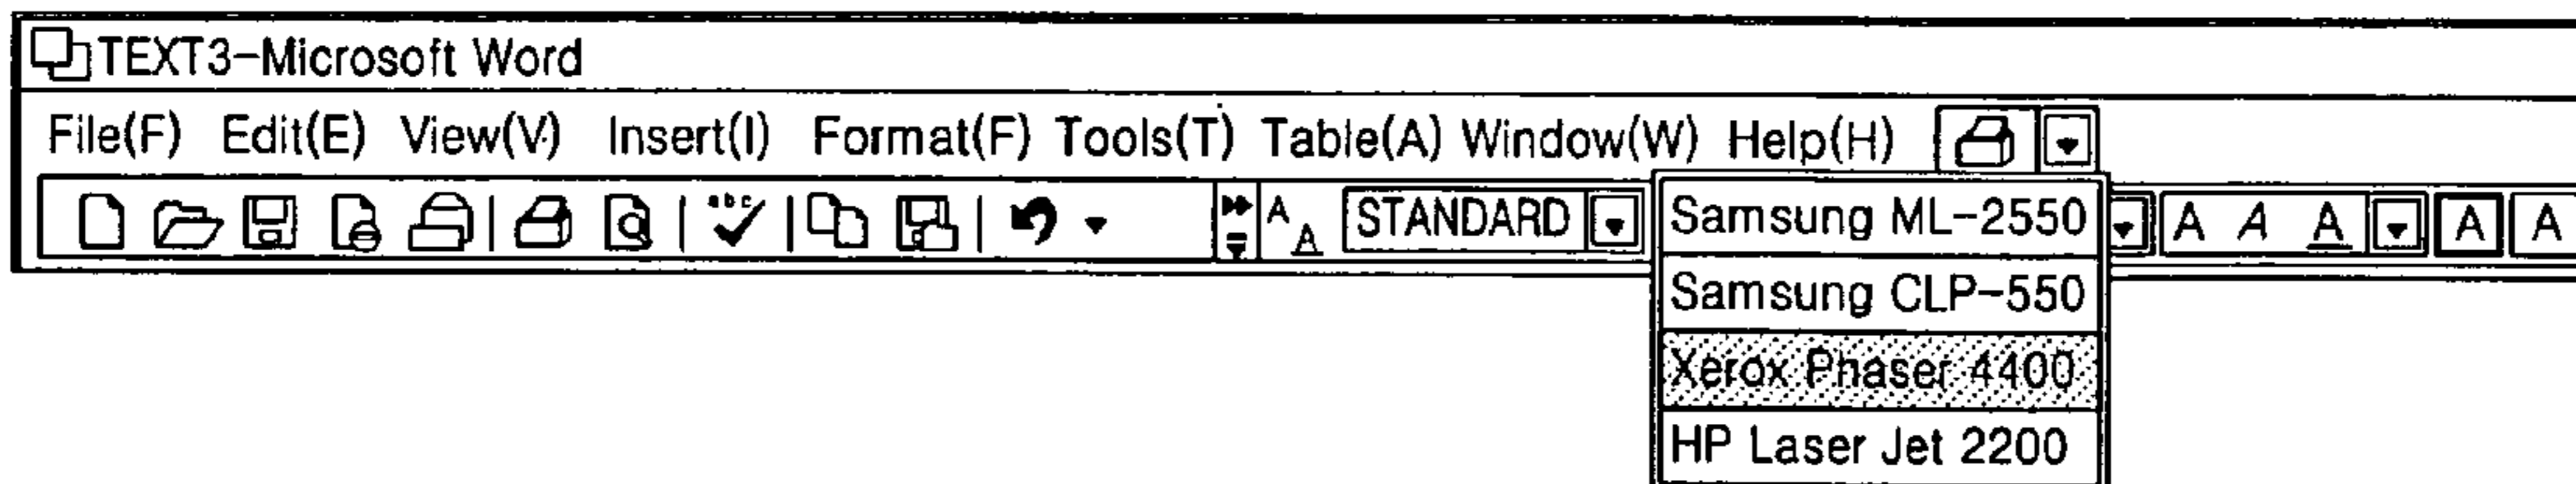 TEXT3-Microsoft Word
File(F) Edit(E) View(V) Insert(I) Format(F) Tools(T) Table(A) Window(W) Help(H)
abc A A STANDARD A A A A A
Samsung ML-2550
Samsung CLP-550
Xerox Phaser 4400
HP Laser Jet 2200